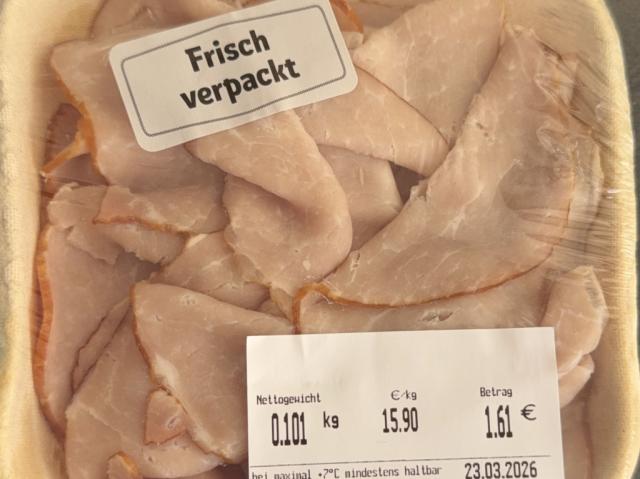 Frisch
verpackt
Nettogewicht €/kg Betrag
0.101 kg 15.90 1.61 €
bei maximal +7°C mindestens haltbar 23.03.2026